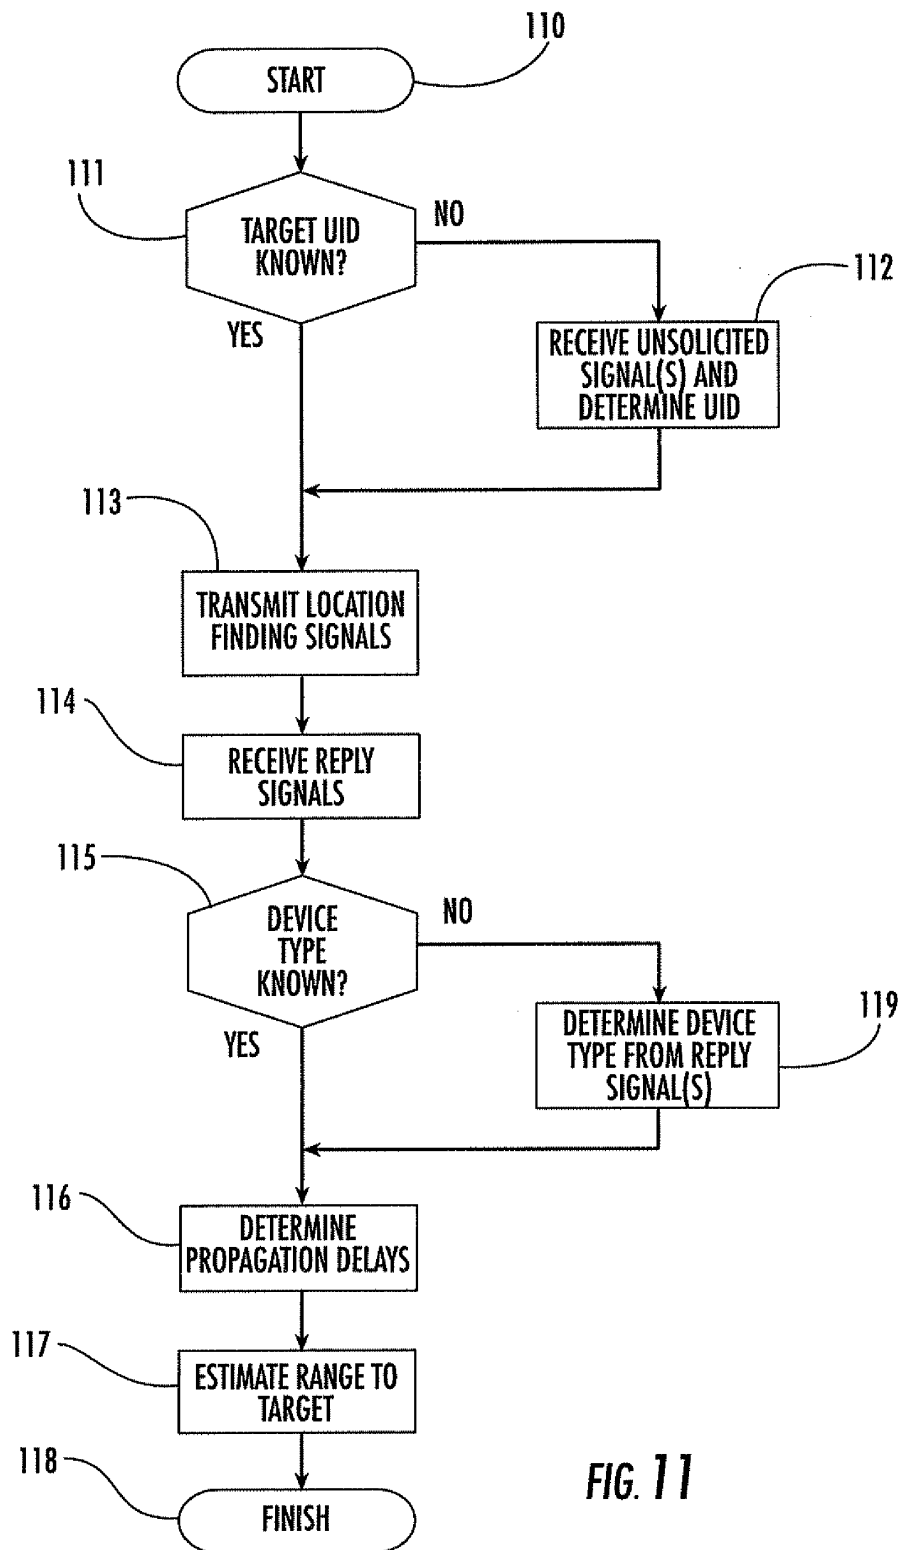 110
START
111
TARGET UID
KNOWN?
NO
YES
112
RECEIVE UNSOLICITED
SIGNAL(S) AND
DETERMINE UID
113
TRANSMIT LOCATION
FINDING SIGNALS
114
RECEIVE REPLY
SIGNALS
115
DEVICE
TYPE
KNOWN?
NO
YES
119
DETERMINE DEVICE
TYPE FROM REPLY
SIGNAL(S)
116
DETERMINE
PROPAGATION DELAYS
117
ESTIMATE RANGE TO
TARGET
118
FINISH
FIG. 11